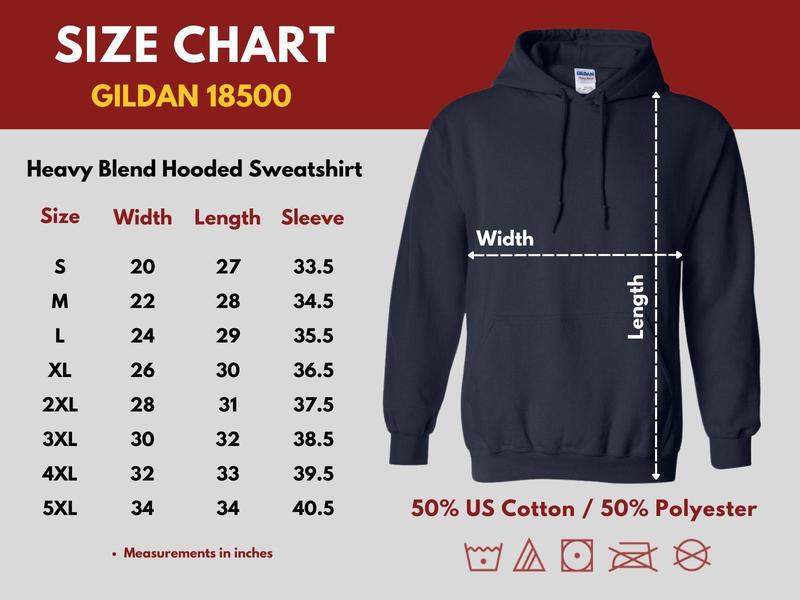 SIZE CHART
GILDAN 18500
Heavy Blend Hooded Sweatshirt
Size Width Length Sleeve
S 20 27 33.5
M 22 28 34.5
L 24 29 35.5
XL 26 30 36.5
2XL 28 31 37.5
3XL 30 32 38.5
4XL 32 33 39.5
5XL 34 34 40.5
• Measurements in inches
GILDAN
Width
Length
50% US Cotton / 50% Polyester